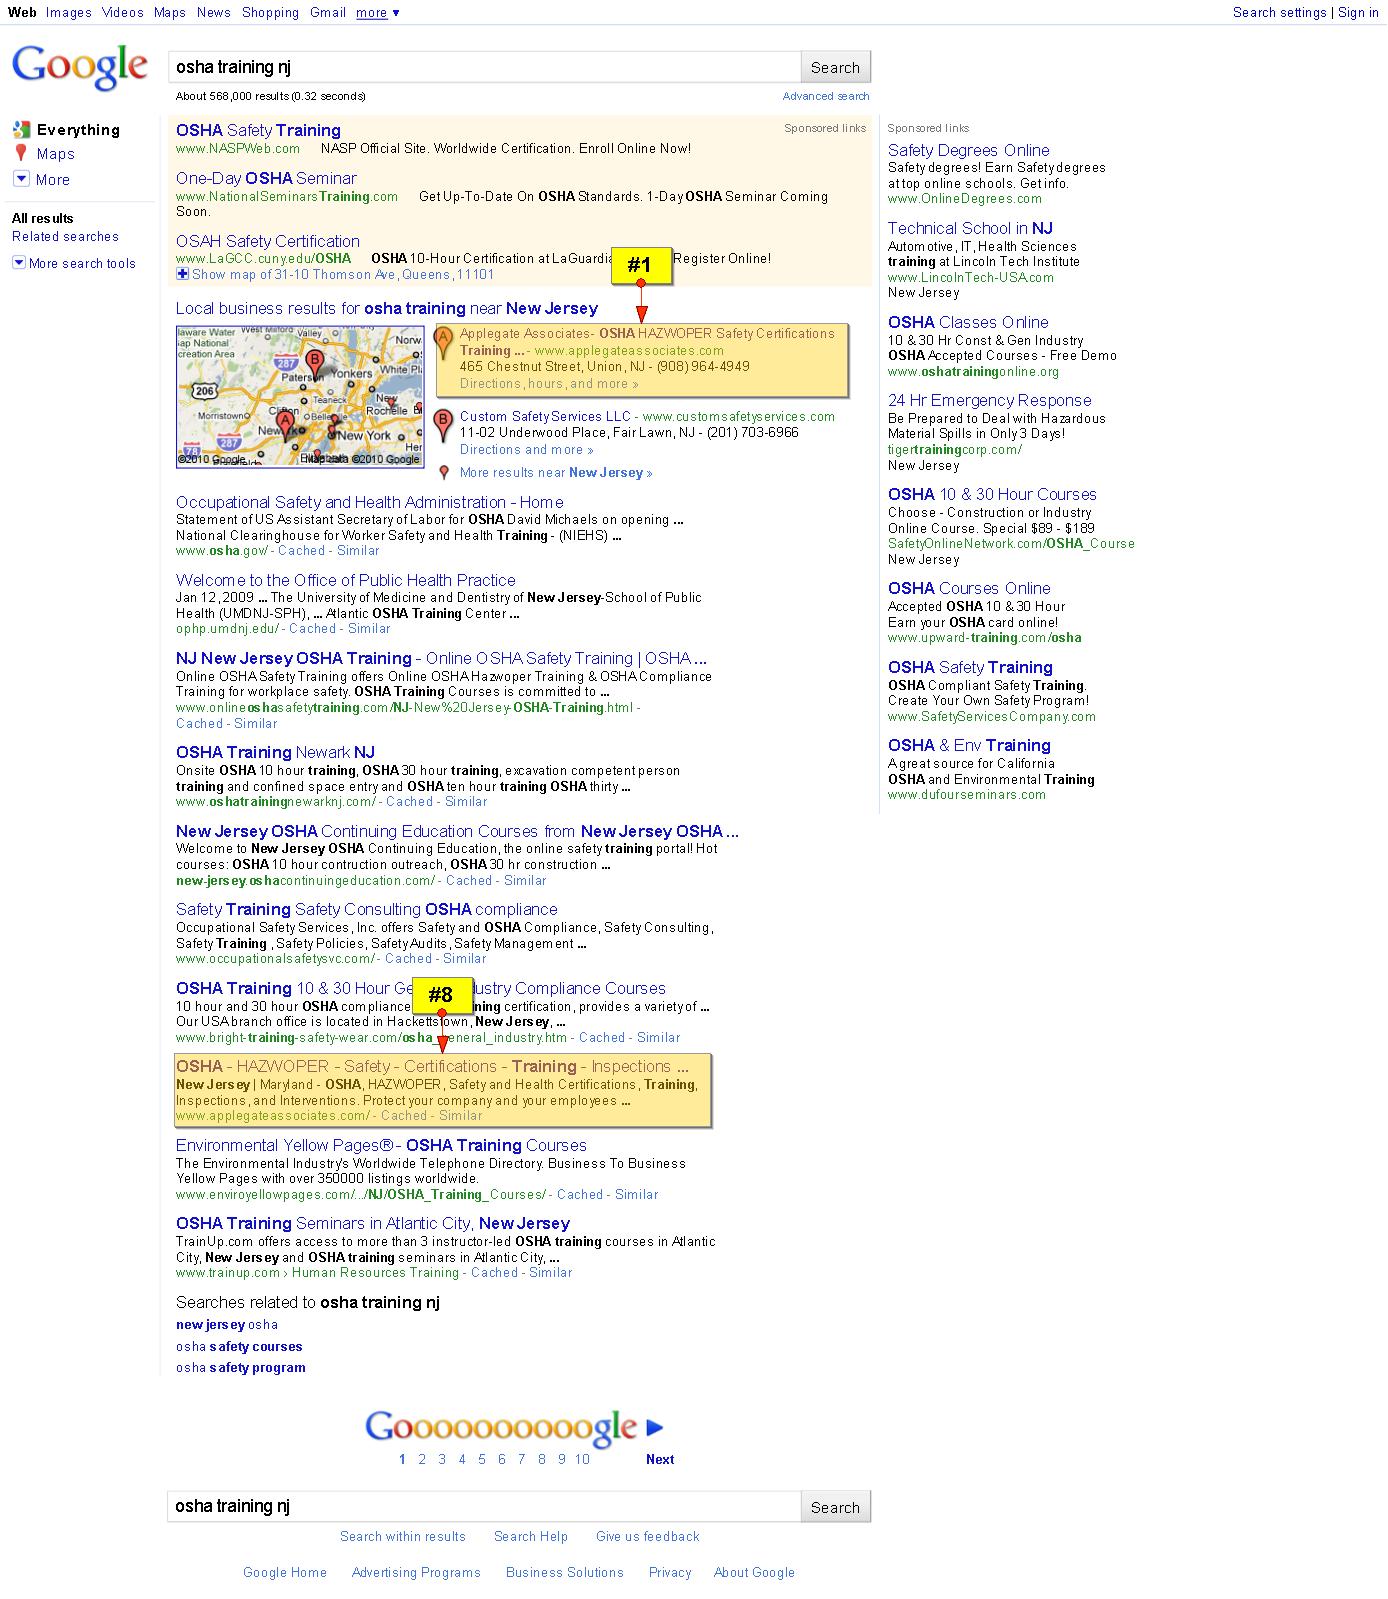 Web Images Videos Maps News Shopping Gmail more ▼
Search settings | Sign in
Google
osha training nj
Search
About 568,000 results (0.32 seconds)
Advanced search
Everything
Maps
More
All results
Related searches
More search tools
OSHA Safety Training
Sponsored links
www.NASPWeb.com NASP Official Site. Worldwide Certification. Enroll Online Now!
One-Day OSHA Seminar
www.NationalSeminarsTraining.com Get Up-To-Date On OSHA Standards. 1-Day OSHA Seminar Coming
Soon.
OSAH Safety Certification
www.LaGCC.cuny.edu/OSHA OSHA 10-Hour Certification at LaGuardia Register Online!
Show map of 31-10 Thomson Ave, Queens, 11101
#1
Local business results for osha training near New Jersey
A
Applegate Associates- OSHA HAZWOPER Safety Certifications
Training ... - www.applegateassociates.com
465 Chestnut Street, Union, NJ - (908) 964-4949
Directions, hours, and more »
B
Custom Safety Services LLC - www.customsafetyservices.com
11-02 Underwood Place, Fair Lawn, NJ - (201) 703-6966
Directions and more »
More results near New Jersey »
287
206
Yonkers
Teaneck
Morristown
Rochelle
287
New York
78
©2010 Google
©2010 Google
Occupational Safety and Health Administration - Home
Statement of US Assistant Secretary of Labor for OSHA David Michaels on opening ...
National Clearinghouse for Worker Safety and Health Training - (NIEHS) ...
www.osha.gov/ - Cached - Similar
Welcome to the Office of Public Health Practice
Jan 12, 2009 ... The University of Medicine and Dentistry of New Jersey-School of Public
Health (UMDNJ-SPH), ... Atlantic OSHA Training Center ...
ophp.umdnj.edu/ - Cached - Similar
NJ New Jersey OSHA Training - Online OSHA Safety Training | OSHA ...
Online OSHA Safety Training offers Online OSHA Hazwoper Training & OSHA Compliance
Training for workplace safety. OSHA Training Courses is committed to ...
www.onlineoshasafetytraining.com/NJ-New%20Jersey-OSHA-Training.html -
Cached - Similar
OSHA Training Newark NJ
Onsite OSHA 10 hour training, OSHA 30 hour training, excavation competent person
training and confined space entry and OSHA ten hour training OSHA thirty ...
www.oshatrainingnewarknj.com/ - Cached - Similar
New Jersey OSHA Continuing Education Courses from New Jersey OSHA ...
Welcome to New Jersey OSHA Continuing Education, the online safety training portal! Hot
courses: OSHA 10 hour contruction outreach, OSHA 30 hr construction ...
new-jersey.oshacontinuingeducation.com/ - Cached - Similar
Safety Training Safety Consulting OSHA compliance
Occupational Safety Services, Inc. offers Safety and OSHA Compliance, Safety Consulting,
Safety Training , Safety Policies, Safety Audits, Safety Management ...
www.occupationalsafetysvc.com/ - Cached - Similar
OSHA Training 10 & 30 Hour Ge dustry Compliance Courses
#8
10 hour and 30 hour OSHA compliance ning certification, provides a variety of ...
Our USA branch office is located in Hackettstown, New Jersey, ...
www.bright-training-safety-wear.com/osha_general_industry.htm - Cached - Similar
OSHA - HAZWOPER - Safety - Certifications - Training - Inspections ...
New Jersey | Maryland - OSHA, HAZWOPER, Safety and Health Certifications, Training,
Inspections, and Interventions. Protect your company and your employees ...
www.applegateassociates.com/ - Cached - Similar
Environmental Yellow Pages® - OSHA Training Courses
The Environmental Industry's Worldwide Telephone Directory. Business To Business
Yellow Pages with over 350000 listings worldwide.
www.enviroyellowpages.com/.../NJ/OSHA_Training_Courses/ - Cached - Similar
OSHA Training Seminars in Atlantic City, New Jersey
TrainUp.com offers access to more than 3 instructor-led OSHA training courses in Atlantic
City, New Jersey and OSHA training seminars in Atlantic City, ...
www.trainup.com › Human Resources Training - Cached - Similar
Searches related to osha training nj
new jersey osha
osha safety courses
osha safety program
Sponsored links
Safety Degrees Online
Safety degrees! Earn Safety degrees
at top online schools. Get info.
www.OnlineDegrees.com
Technical School in NJ
Automotive, IT, Health Sciences
training at Lincoln Tech Institute
www.LincolnTech-USA.com
New Jersey
OSHA Classes Online
10 & 30 Hr Const & Gen Industry
OSHA Accepted Courses - Free Demo
www.oshatrainingonline.org
24 Hr Emergency Response
Be Prepared to Deal with Hazardous
Material Spills in Only 3 Days!
tigertrainingcorp.com/
New Jersey
OSHA 10 & 30 Hour Courses
Choose - Construction or Industry
Online Course. Special $89 - $189
SafetyOnlineNetwork.com/OSHA_Course
New Jersey
OSHA Courses Online
Accepted OSHA 10 & 30 Hour
Earn your OSHA card online!
www.upward-training.com/osha
OSHA Safety Training
OSHA Compliant Safety Training.
Create Your Own Safety Program!
www.SafetyServicesCompany.com
OSHA & Env Training
A great source for California
OSHA and Environmental Training
www.dufourseminars.com
Goooooooooogle
1 2 3 4 5 6 7 8 9 10 Next
osha training nj
Search
Search within results Search Help Give us feedback
Google Home Advertising Programs Business Solutions Privacy About Google